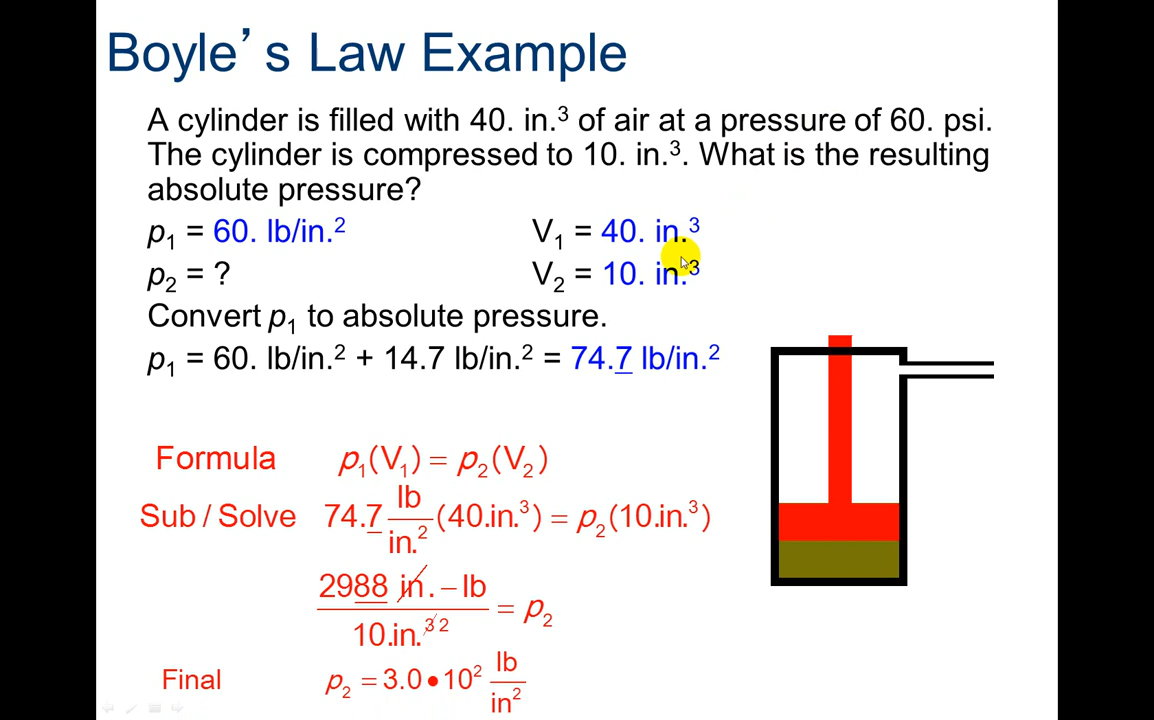 Boyle’s Law Example
A cylinder is filled with 40. in.³ of air at a pressure of 60. psi.
The cylinder is compressed to 10. in.³. What is the resulting
absolute pressure?
p₁ = 60. lb/in.² V₁ = 40. in.³
p₂ = ? V₂ = 10. in.³
Convert p₁ to absolute pressure.
p₁ = 60. lb/in.² + 14.7 lb/in.² = 74.7 lb/in.²
Formula p₁(V₁) = p₂(V₂)
Sub / Solve 74.7 lb/in.² (40.in.³) = p₂(10.in.³)
2988 in. – lb / 10.in.³ ² = p₂
Final p₂ = 3.0 • 10² lb/in²